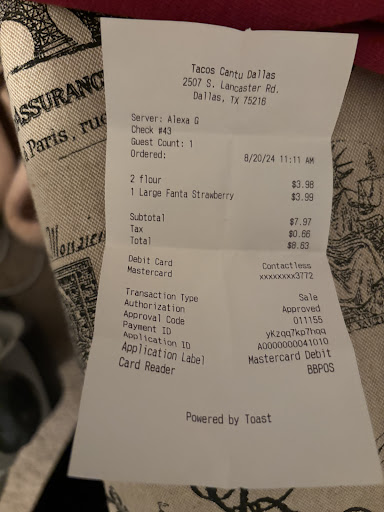 ASSURANC
Paris, rue
Monsieu
Tacos Cantu Dallas
2507 S. Lancaster Rd.
Dallas, TX 75216
Server: Alexa G
Check #43
Guest Count: 1
Ordered: 8/20/24 11:11 AM
2 flour $3.98
1 Large Fanta Strawberry $3.99
Subtotal $7.97
Tax $0.66
Total $8.63
Debit Card Contactless
Mastercard xxxxxxxx3772
Transaction Type Sale
Authorization Approved
Approval Code 011155
Payment ID yKzqq7kp7hqq
Application ID A0000000041010
Application Label Mastercard Debit
Card Reader BBPOS
Powered by Toast